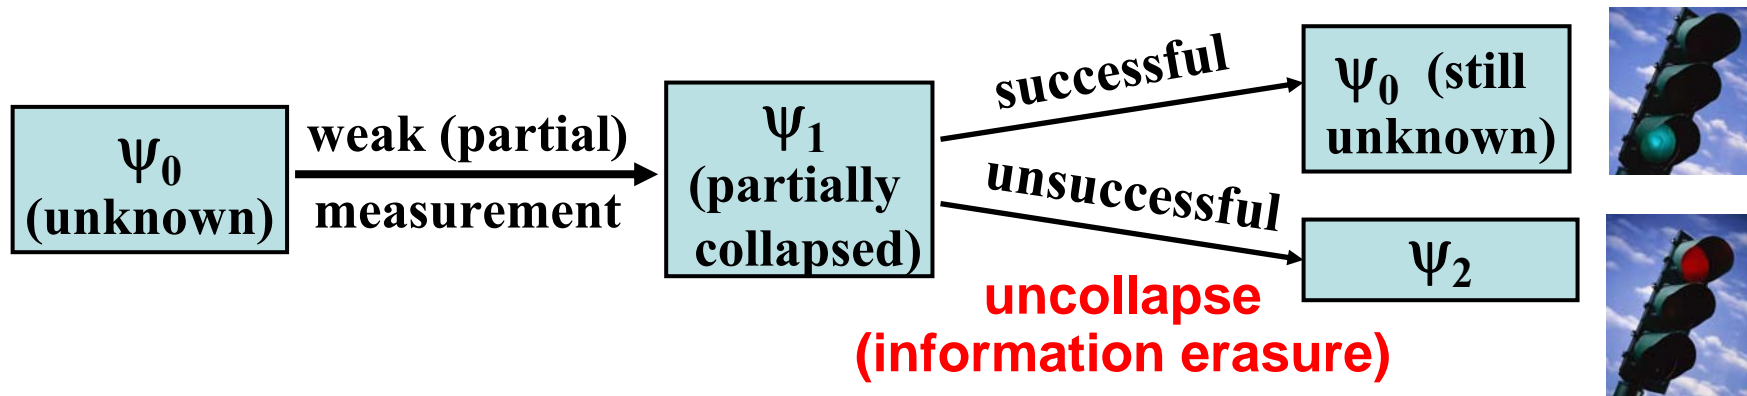 ψ₀
(unknown)
weak (partial)
measurement
ψ₁
(partially
collapsed)
successful
unsuccessful
ψ₀ (still
unknown)
ψ₂
uncollapse
(information erasure)